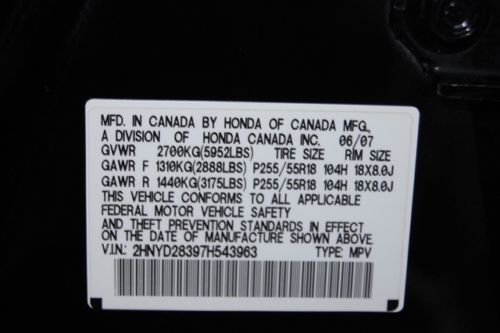 MFD. IN CANADA BY HONDA OF CANADA MFG.,
A DIVISION OF HONDA CANADA INC. 06/07
GVWR 2700KG(5952LBS) TIRE SIZE RIM SIZE
GAWR F 1310KG(2888LBS) P255/55R18 104H 18X8.0J
GAWR R 1440KG(3175LBS) P255/55R18 104H 18X8.0J
THIS VEHICLE CONFORMS TO ALL APPLICABLE
FEDERAL MOTOR VEHICLE SAFETY
AND THEFT PREVENTION STANDARDS IN EFFECT
ON THE DATE OF MANUFACTURE SHOWN ABOVE.
V.I.N.: 2HNYD28397H543963 TYPE: MPV